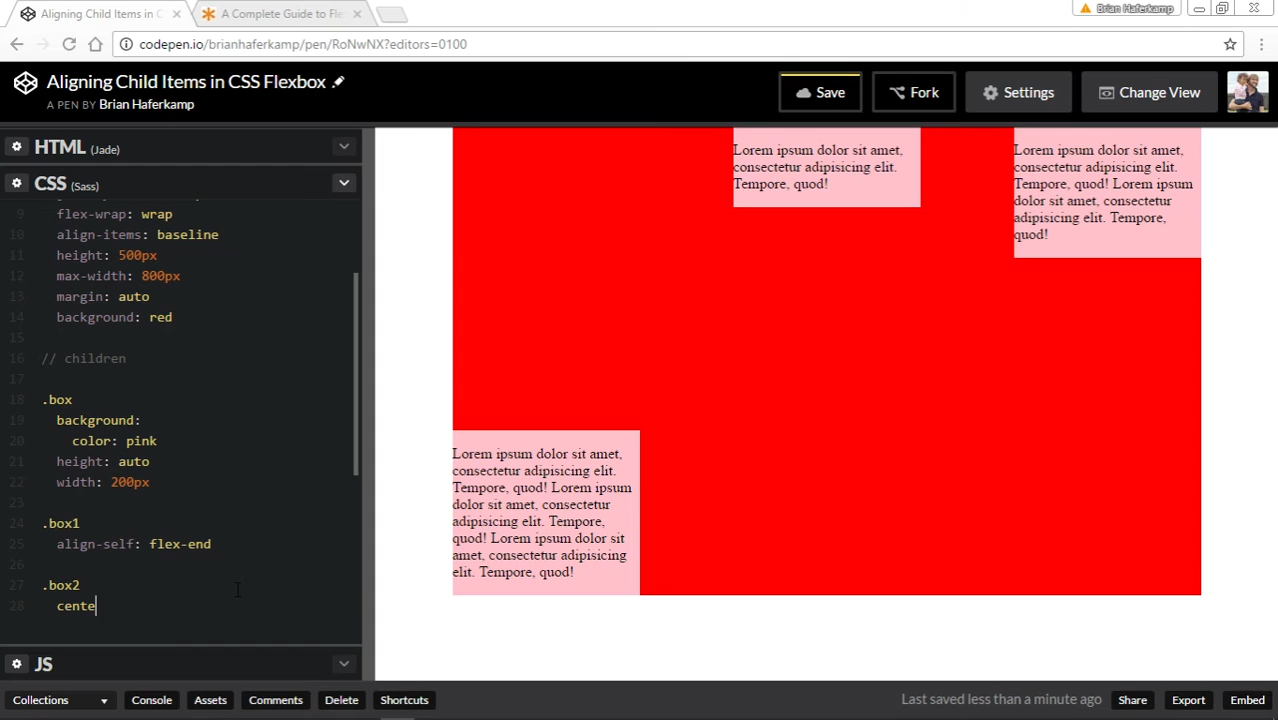 Aligning Child Items in C
A Complete Guide to Fle
Brian Haferkamp
codepen.io/brianhaferkamp/pen/RoNwNX?editors=0100
Aligning Child Items in CSS Flexbox
A PEN BY Brian Haferkamp
Save
Fork
Settings
Change View
HTML (Jade)
CSS (Sass)
9 flex-wrap: wrap
10 align-items: baseline
11 height: 500px
12 max-width: 800px
13 margin: auto
14 background: red
15
16 // children
17
18 .box
19 background:
20 color: pink
21 height: auto
22 width: 200px
23
24 .box1
25 align-self: flex-end
26
27 .box2
28 cente
JS
Lorem ipsum dolor sit amet,
consectetur adipisicing elit.
Tempore, quod!
Lorem ipsum dolor sit amet,
consectetur adipisicing elit.
Tempore, quod! Lorem ipsum
dolor sit amet, consectetur
adipisicing elit. Tempore,
quod!
Lorem ipsum dolor sit amet,
consectetur adipisicing elit.
Tempore, quod! Lorem ipsum
dolor sit amet, consectetur
adipisicing elit. Tempore,
quod! Lorem ipsum dolor sit
amet, consectetur adipisicing
elit. Tempore, quod!
Collections
Console
Assets
Comments
Delete
Shortcuts
Last saved less than a minute ago
Share
Export
Embed